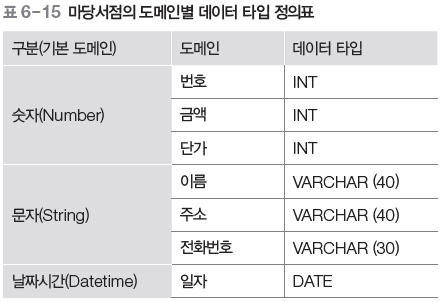 표 6-15 마당서점의 도메인별 데이터 타입 정의표
구분(기본 도메인) 도메인 데이터 타입
숫자(Number) 번호 INT
금액 INT
단가 INT
문자(String) 이름 VARCHAR (40)
주소 VARCHAR (40)
전화번호 VARCHAR (30)
날짜시간(Datetime) 일자 DATE